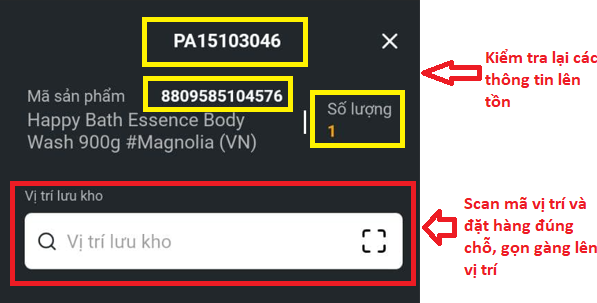 PA15103046
Kiểm tra lại các
thông tin lên
tồn
Mã sản phẩm 8809585104576
Happy Bath Essence Body
Wash 900g #Magnolia (VN)
Số lượng
1
Vị trí lưu kho
Vị trí lưu kho
Scan mã vị trí và
đặt hàng đúng
chỗ, gọn gàng lên
vị trí